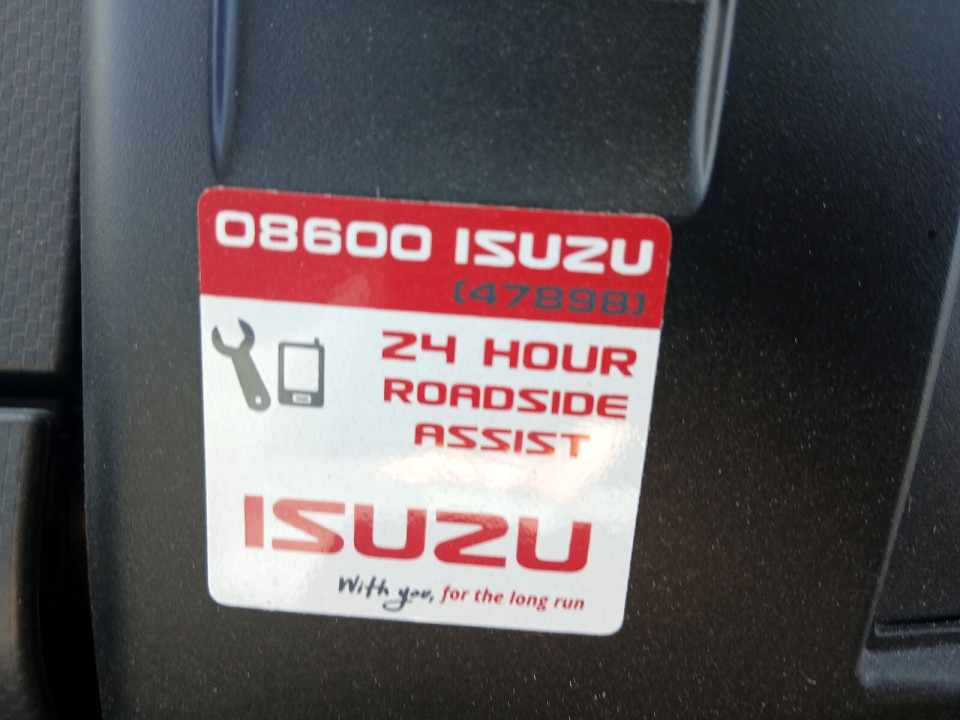 08600 ISUZU
(47898)
24 HOUR
ROADSIDE
ASSIST
ISUZU
With you, for the long run